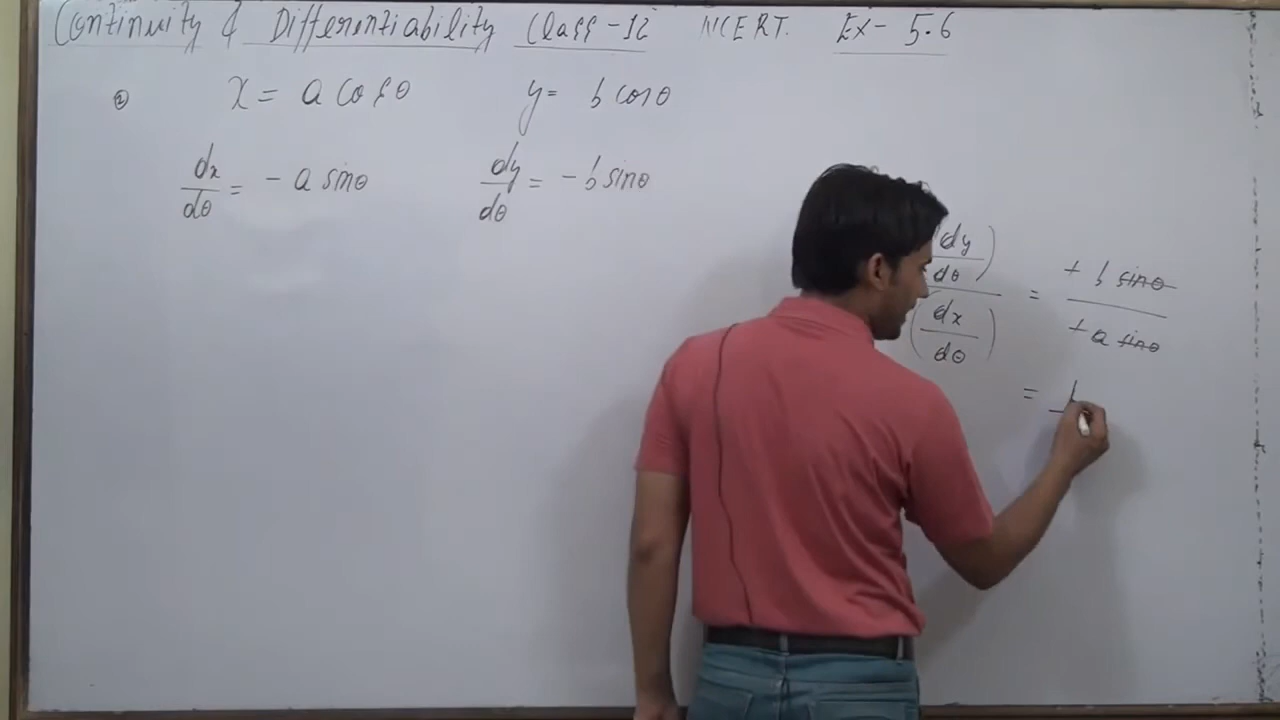 Continuity & Differentiability Class-12 NCERT. Ex- 5.6
② x = a cosθ y = b cosθ
dx/dθ = - a sinθ dy/dθ = - b sinθ
(dy/dθ)/(dx/dθ) = + b sinθ/+ a sinθ
= b